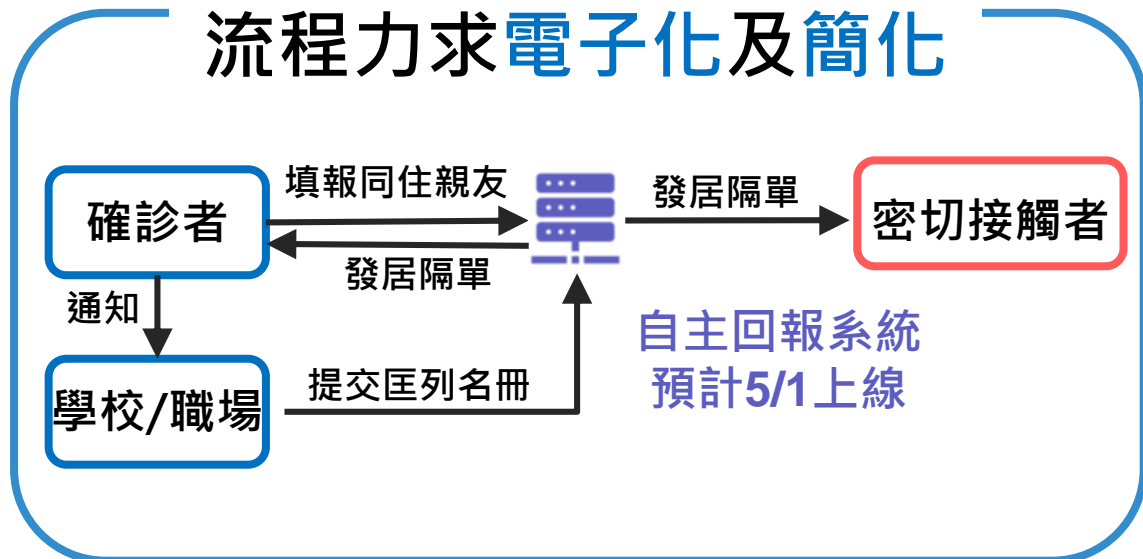 流程力求電子化及簡化
確診者
填報同住親友
發居隔單
發居隔單
密切接觸者
通知
學校/職場
提交匡列名冊
自主回報系統
預計5/1上線